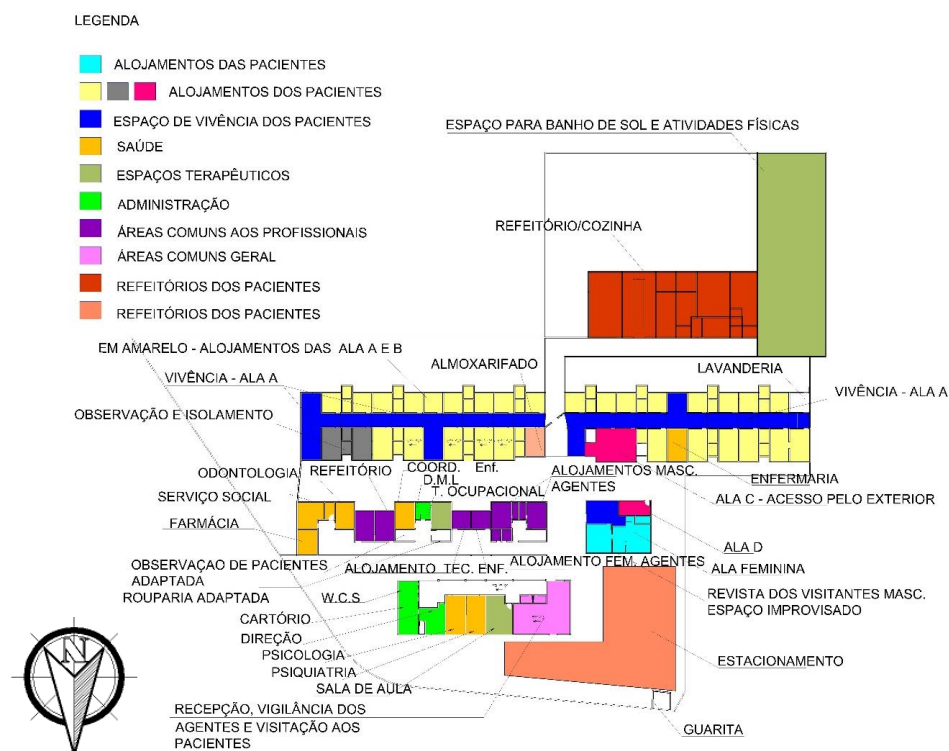 LEGENDA
ALOJAMENTOS DAS PACIENTES
ALOJAMENTOS DOS PACIENTES
ESPAÇO DE VIVÊNCIA DOS PACIENTES
SAÚDE
ESPAÇOS TERAPÊUTICOS
ADMINISTRAÇÃO
ÁREAS COMUNS AOS PROFISSIONAIS
ÁREAS COMUNS GERAL
REFEITÓRIOS DOS PACIENTES
REFEITÓRIOS DOS PACIENTES
ESPAÇO PARA BANHO DE SOL E ATIVIDADES FÍSICAS
REFEITÓRIO/COZINHA
EM AMARELO - ALOJAMENTOS DAS ALA A E B
ALMOXARIFADO
LAVANDERIA
VIVÊNCIA - ALA A
VIVÊNCIA - ALA A
OBSERVAÇÃO E ISOLAMENTO
ODONTOLOGIA
REFEITÓRIO
COORD.
Enf.
D.M.L
T. OCUPACIONAL
ALOJAMENTOS MASC.
AGENTES
ENFERMARIA
SERVIÇO SOCIAL
ALA C - ACESSO PELO EXTERIOR
FARMÁCIA
ALA D
OBSERVAÇAO DE PACIENTES
ADAPTADA
ROUPARIA ADAPTADA
ALOJAMENTO TEC. ENF.
ALOJAMENTO FEM. AGENTES
ALA FEMININA
REVISTA DOS VISITANTES MASC.
ESPAÇO IMPROVISADO
W.C.S
CARTÓRIO
DIREÇÃO
PSICOLOGIA
PSIQUIATRIA
SALA DE AULA
ESTACIONAMENTO
RECEPÇÃO, VIGILÂNCIA DOS
AGENTES E VISITAÇÃO AOS
PACIENTES
GUARITA
N